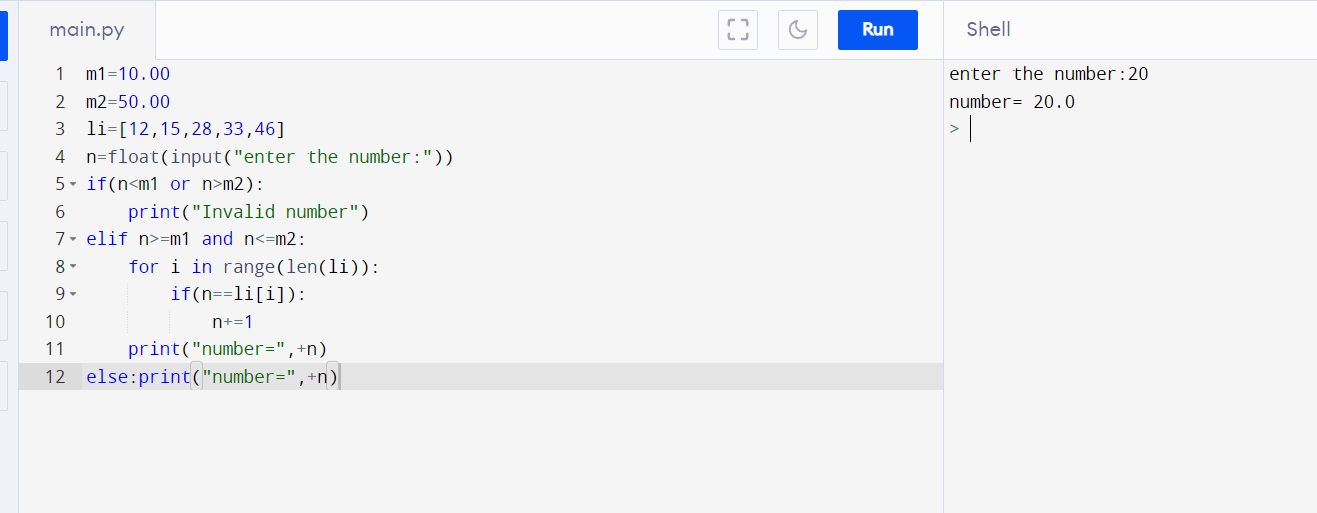 main.py
Run
Shell
1 m1=10.00
2 m2=50.00
3 li=[12,15,28,33,46]
4 n=float(input("enter the number:"))
5 if(n<m1 or n>m2):
6     print("Invalid number")
7 elif n>=m1 and n<=m2:
8     for i in range(len(li)):
9         if(n==li[i]):
10             n+=1
11     print("number=",+n)
12 else:print("number=",+n)
enter the number:20
number= 20.0
>